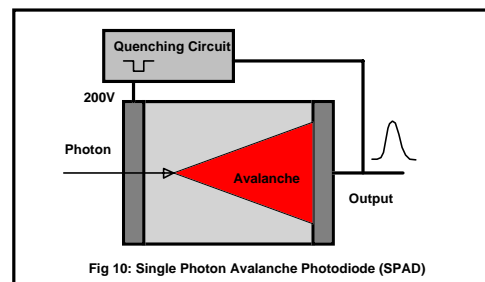 Quenching Circuit
200V
Photon
Avalanche
Output
Fig 10: Single Photon Avalanche Photodiode (SPAD)